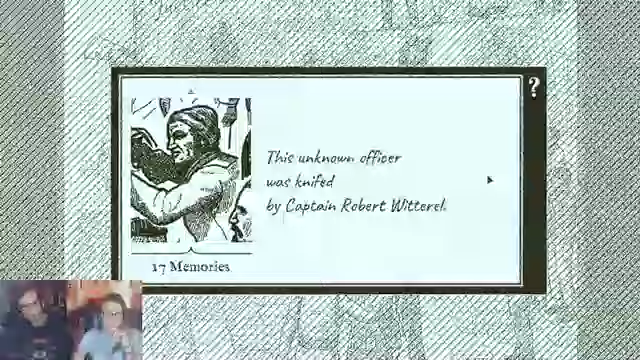 ?
This unknown officer
was knifed
by Captain Robert Witterel.
17 Memories